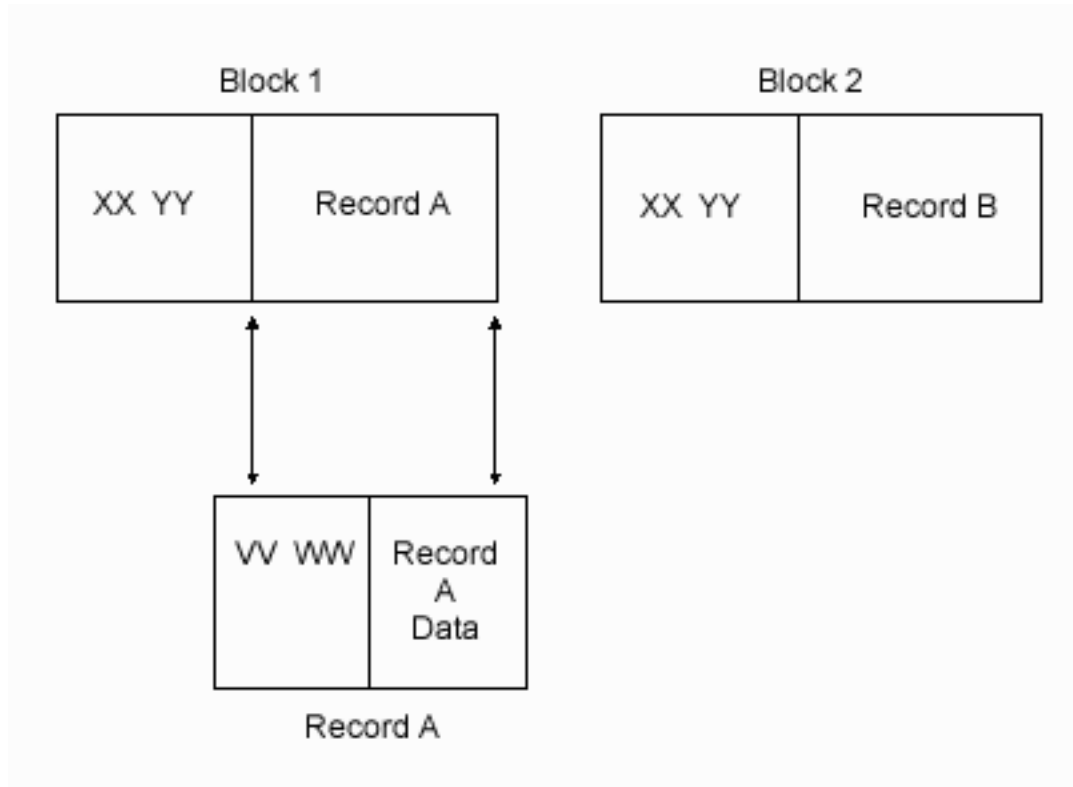 Block 1
Block 2
XX YY
Record A
XX YY
Record B
VV WW
Record
A
Data
Record A